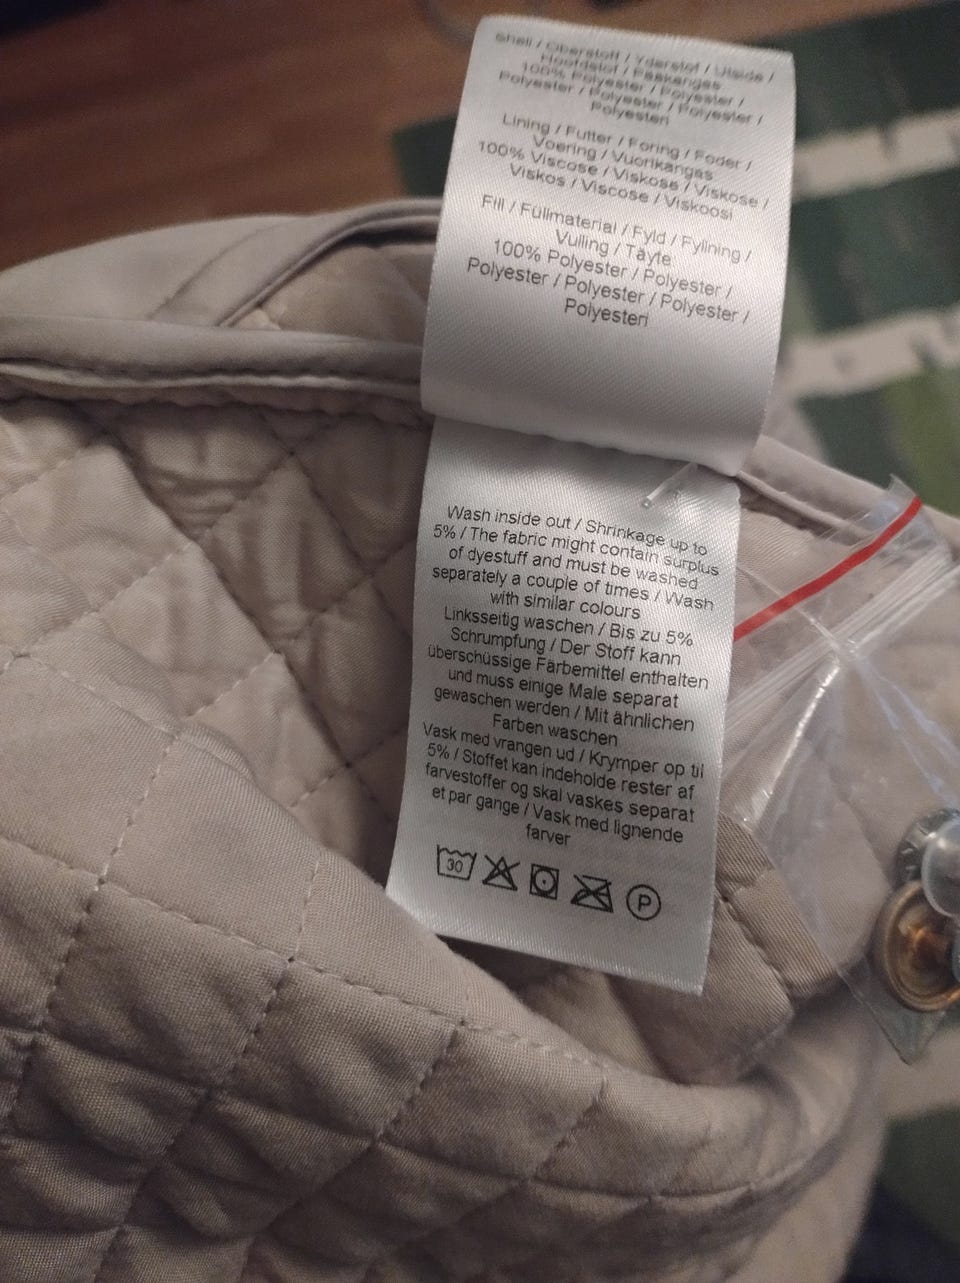 Shell / Oberstoff / Yderstof / Utside /
Hoofdstof / Påskangas
100% Polyester / Polyester /
Polyester / Polyester / Polyester /
Polyesteri
Lining / Futter / Foring / Foder /
Voering / Vuorikangas
100% Viscose / Viskose / Viskose /
Viskos / Viscose / Viskoosi
Fill / Füllmaterial / Fyld / Fyllning /
Vulling / Täyte
100% Polyester / Polyester /
Polyester / Polyester / Polyester /
Polyesteri
Wash inside out / Shrinkage up to
5% / The fabric might contain surplus
of dyestuff and must be washed
separately a couple of times / Wash
with similar colours
Linksseitig waschen / Bis zu 5%
Schrumpfung / Der Stoff kann
überschüssige Färbemittel enthalten
und muss einige Male separat
gewaschen werden / Mit ähnlichen
Farben waschen
Vask med vrangen ud / Krymper op til
5% / Stoffet kan indeholde rester af
farvestoffer og skal vaskes separat
et par gange / Vask med lignende
farver
30 P